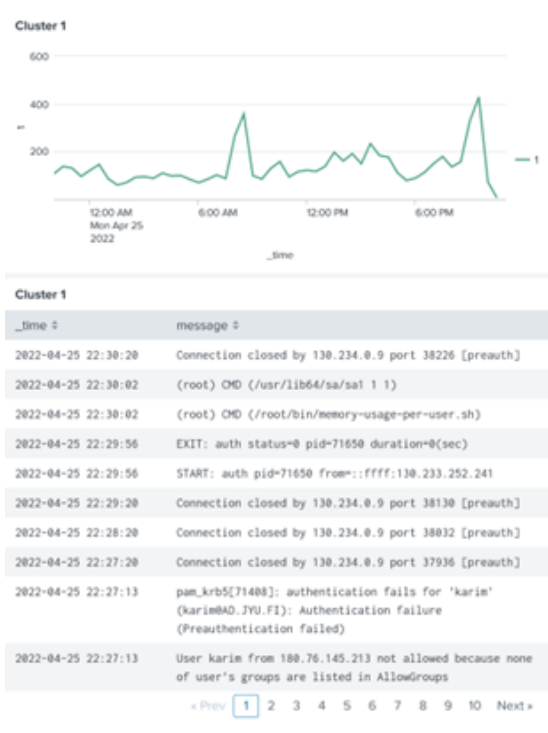 Cluster 1
600
400
200
1
1
12:00 AM
Mon Apr 25
2022
6:00 AM
12:00 PM
6:00 PM
_time
Cluster 1
_time message
2022-04-25 22:30:20 Connection closed by 130.234.0.9 port 38226 [preauth]
2022-04-25 22:30:02 (root) CMD (/usr/lib64/sa/sa1 1 1)
2022-04-25 22:30:02 (root) CMD (/root/bin/memory-usage-per-user.sh)
2022-04-25 22:29:56 EXIT: auth status=0 pid=71650 duration=0(sec)
2022-04-25 22:29:56 START: auth pid=71650 from=::ffff:130.233.252.241
2022-04-25 22:29:20 Connection closed by 130.234.0.9 port 38130 [preauth]
2022-04-25 22:28:20 Connection closed by 130.234.0.9 port 38032 [preauth]
2022-04-25 22:27:20 Connection closed by 130.234.0.9 port 37936 [preauth]
2022-04-25 22:27:13 pam_krb5[71408]: authentication fails for 'karim'
(karim@AD.JYU.FI): Authentication failure
(Preauthentication failed)
2022-04-25 22:27:13 User karim from 180.76.145.213 not allowed because none
of user's groups are listed in AllowGroups
« Prev 1 2 3 4 5 6 7 8 9 10 Next »